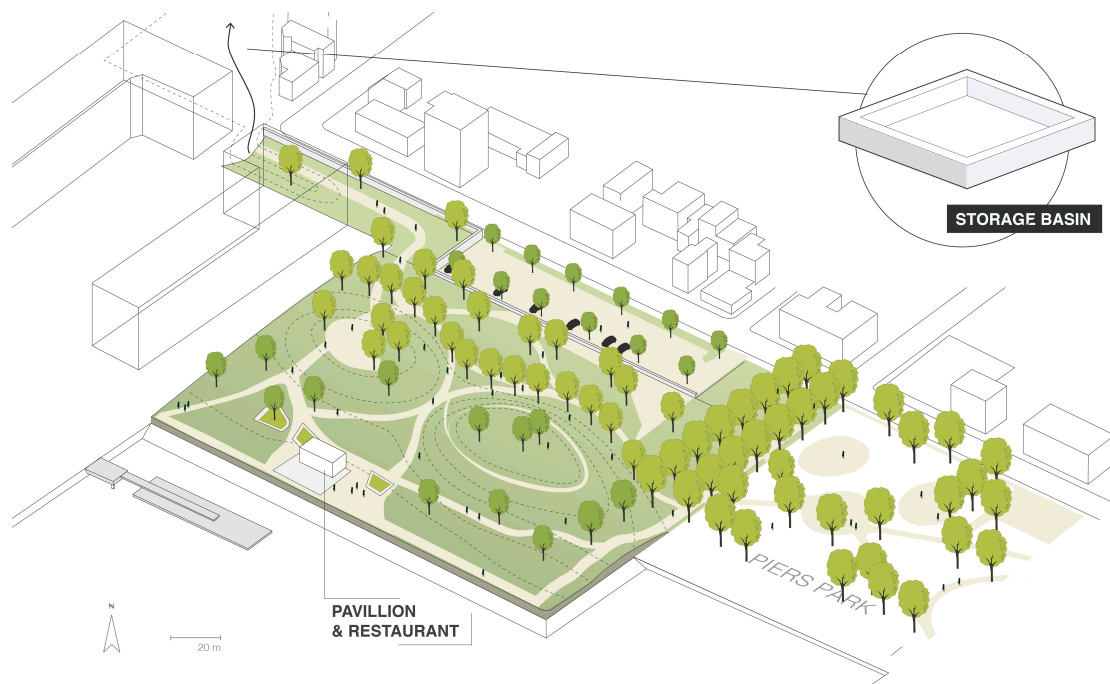 STORAGE BASIN
PIERS PARK
PAVILLION
& RESTAURANT
N
20 m